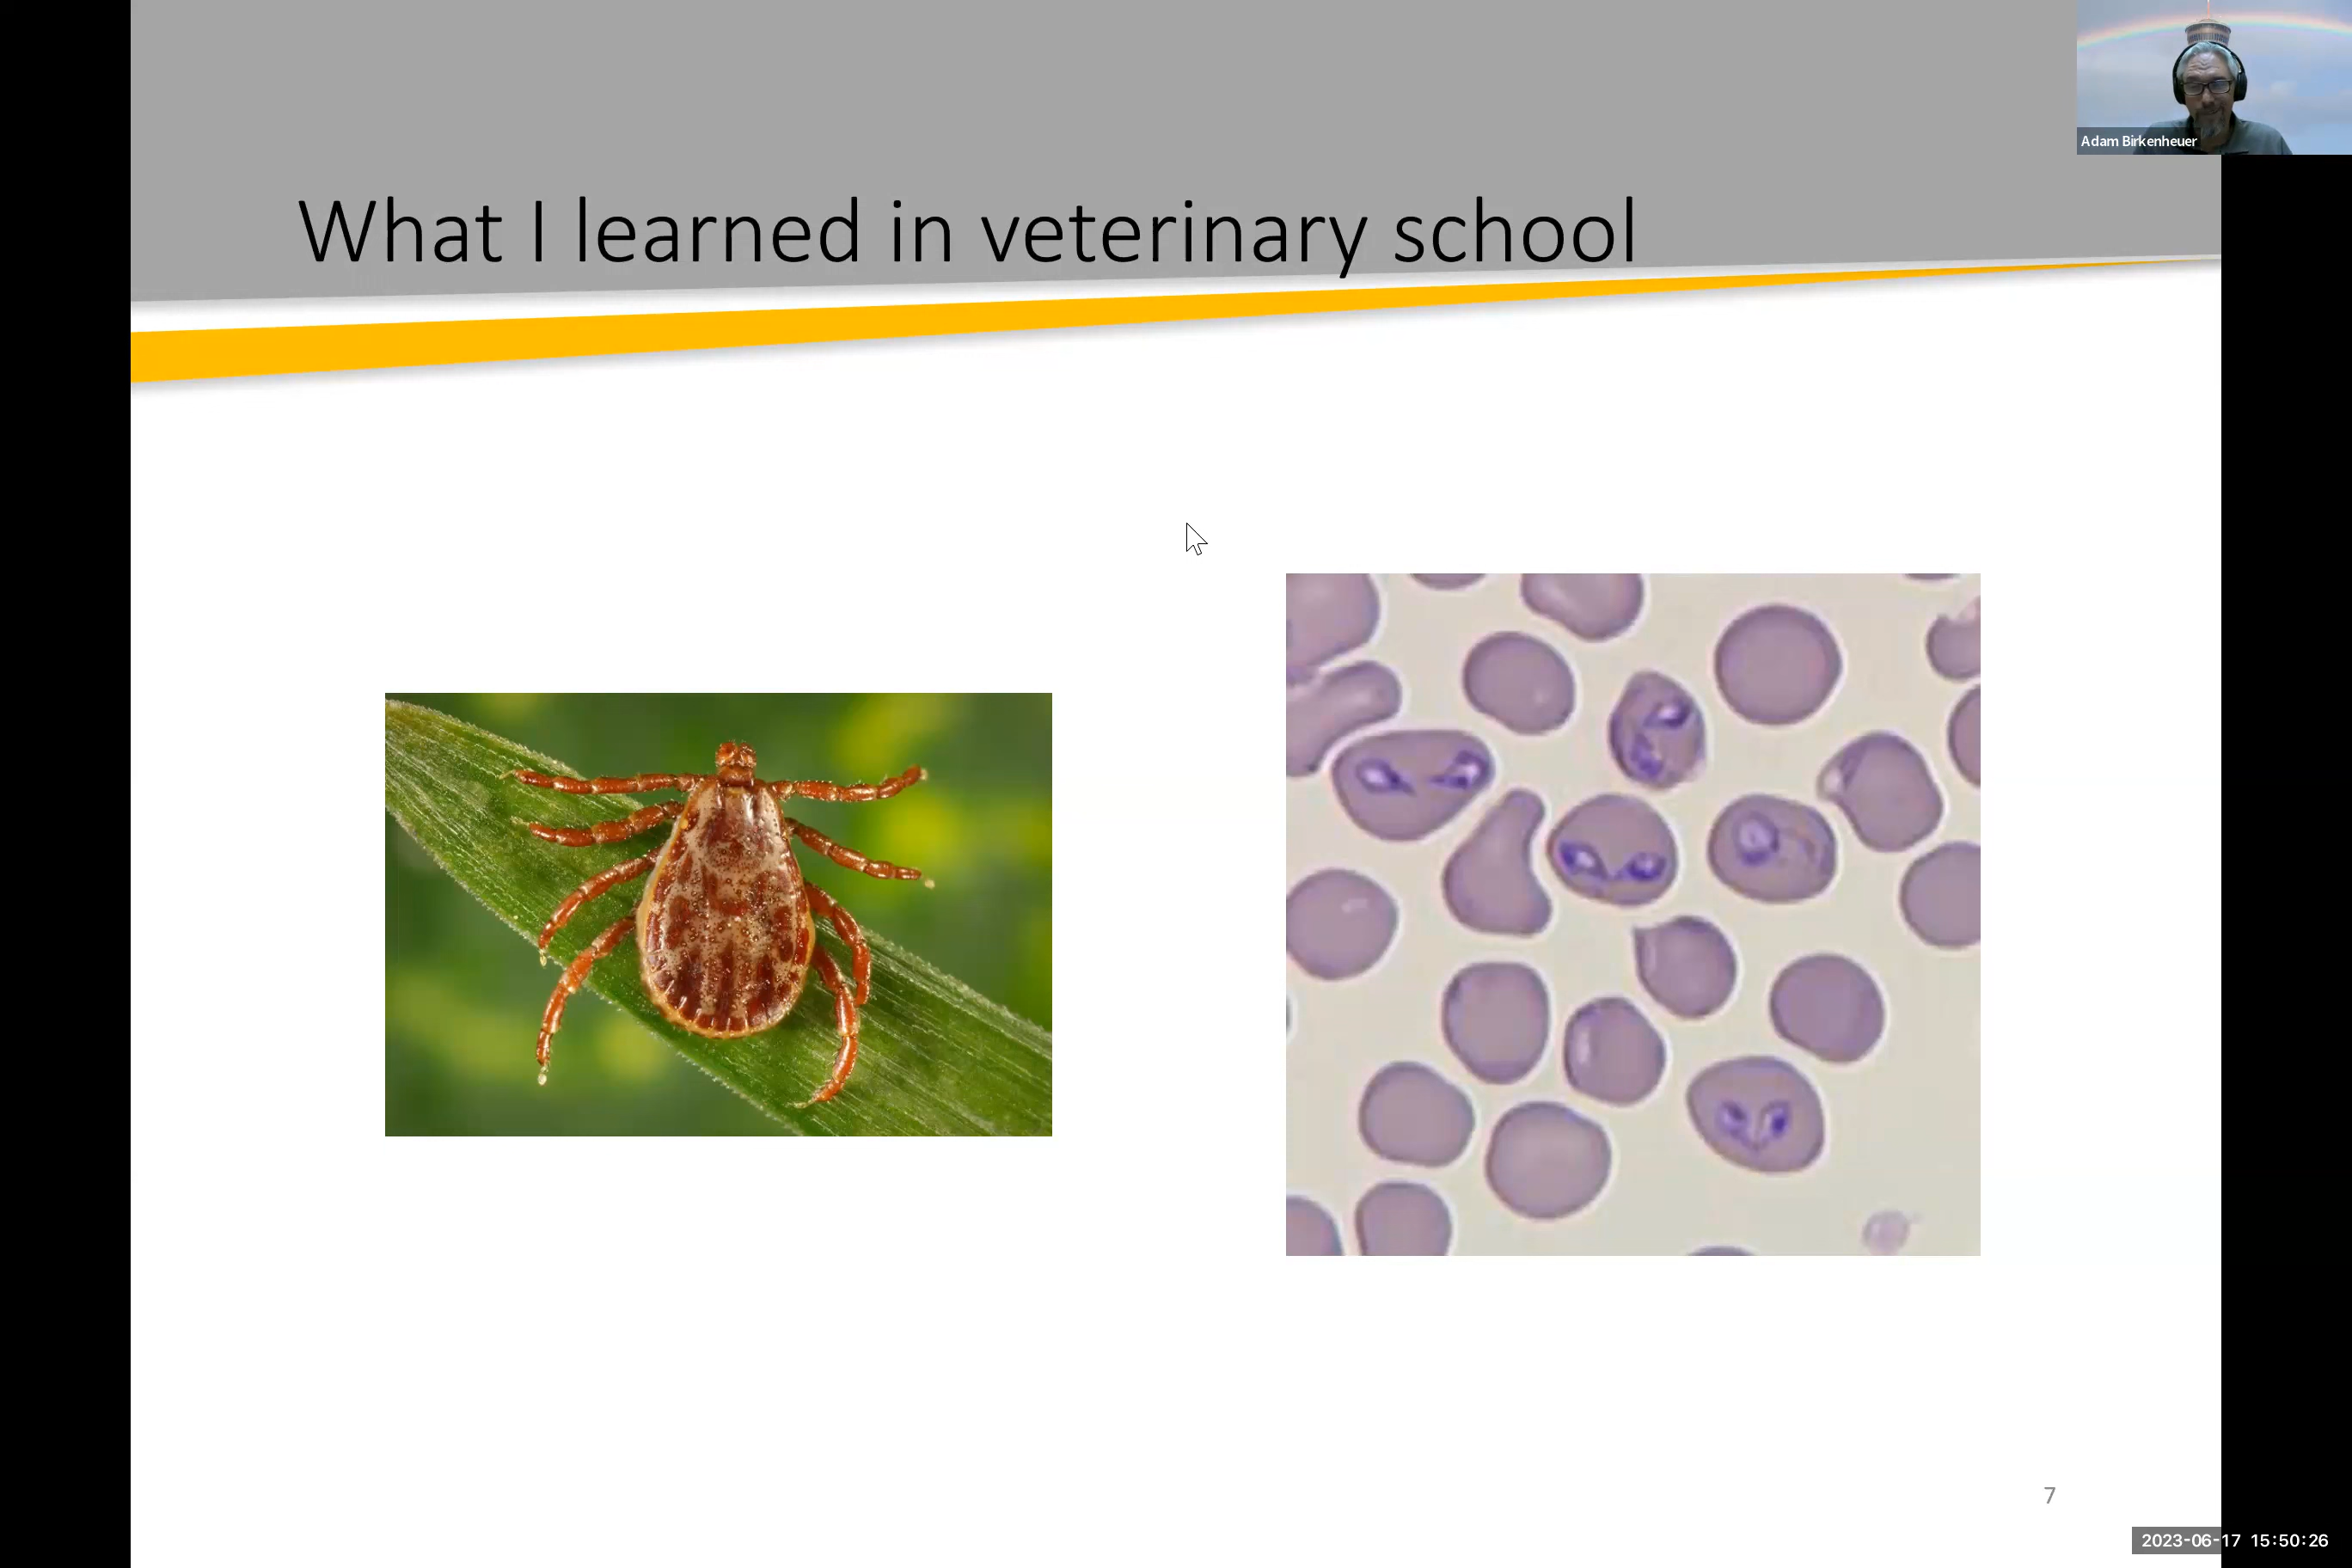 Adam Birkenheuer
What I learned in veterinary school
7
2023-06-17 15:50:26